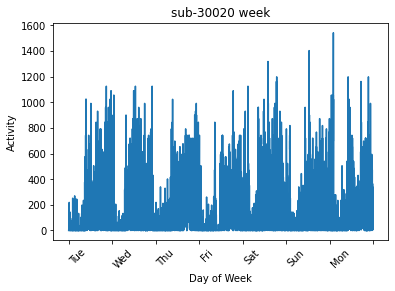 sub-30020 week
1600
1400
1200
1000
800
600
400
200
0
Activity
Tue
Wed
Thu
Fri
Sat
Sun
Mon
Day of Week